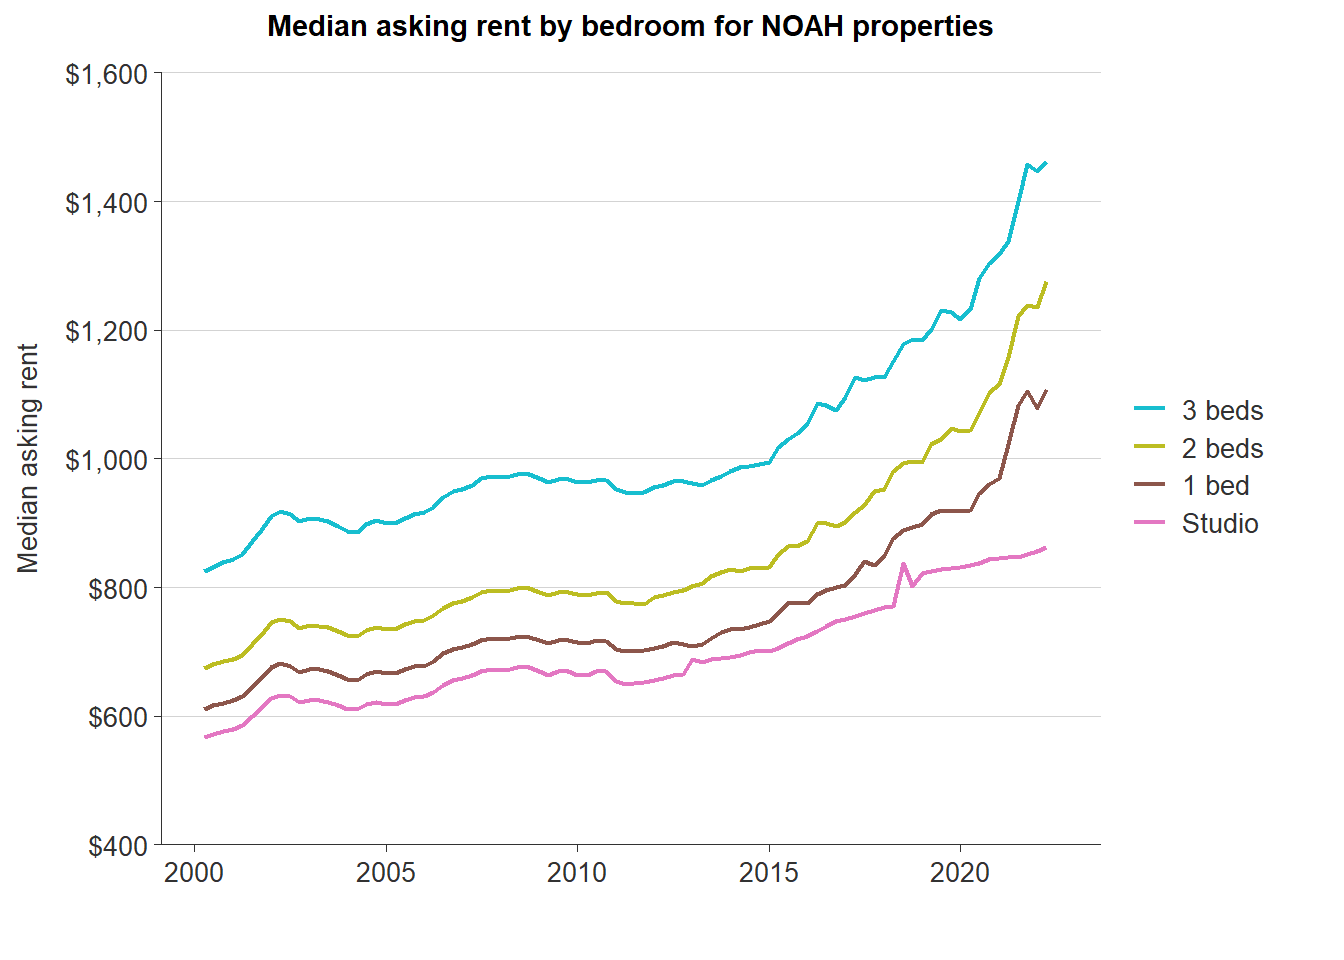 Median asking rent by bedroom for NOAH properties
$1,600
$1,400
$1,200
$1,000
$800
$600
$400
Median asking rent
2000 2005 2010 2015 2020
3 beds
2 beds
1 bed
Studio